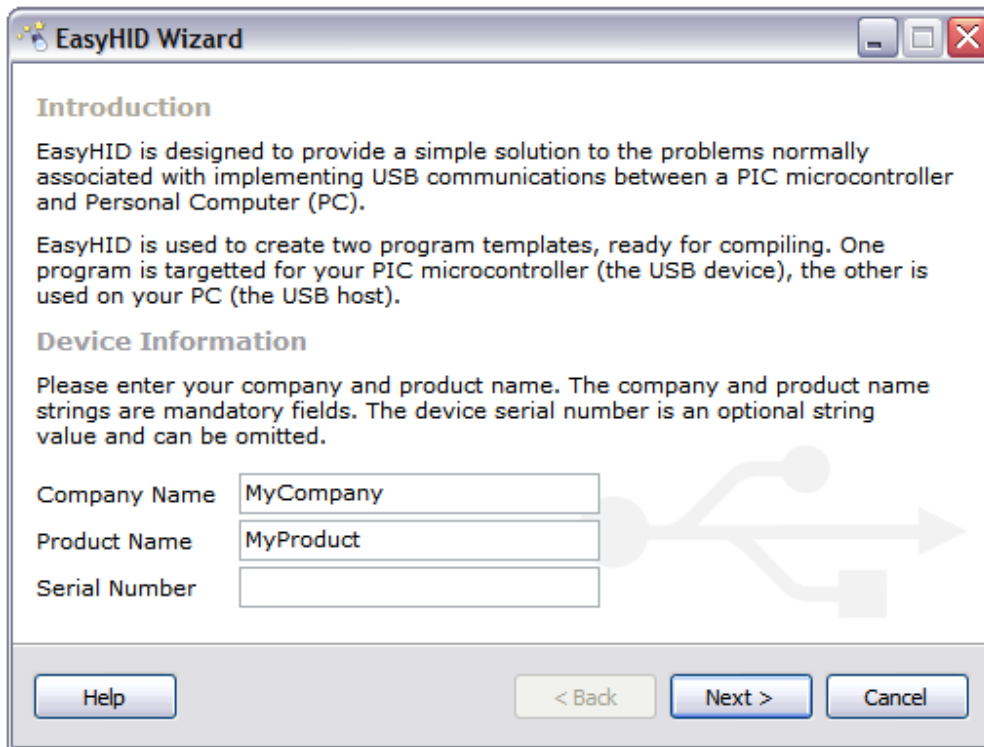 EasyHID Wizard
Introduction
EasyHID is designed to provide a simple solution to the problems normally
associated with implementing USB communications between a PIC microcontroller
and Personal Computer (PC).
EasyHID is used to create two program templates, ready for compiling. One
program is targetted for your PIC microcontroller (the USB device), the other is
used on your PC (the USB host).
Device Information
Please enter your company and product name. The company and product name
strings are mandatory fields. The device serial number is an optional string
value and can be omitted.
Company Name MyCompany
Product Name MyProduct
Serial Number
Help < Back Next > Cancel